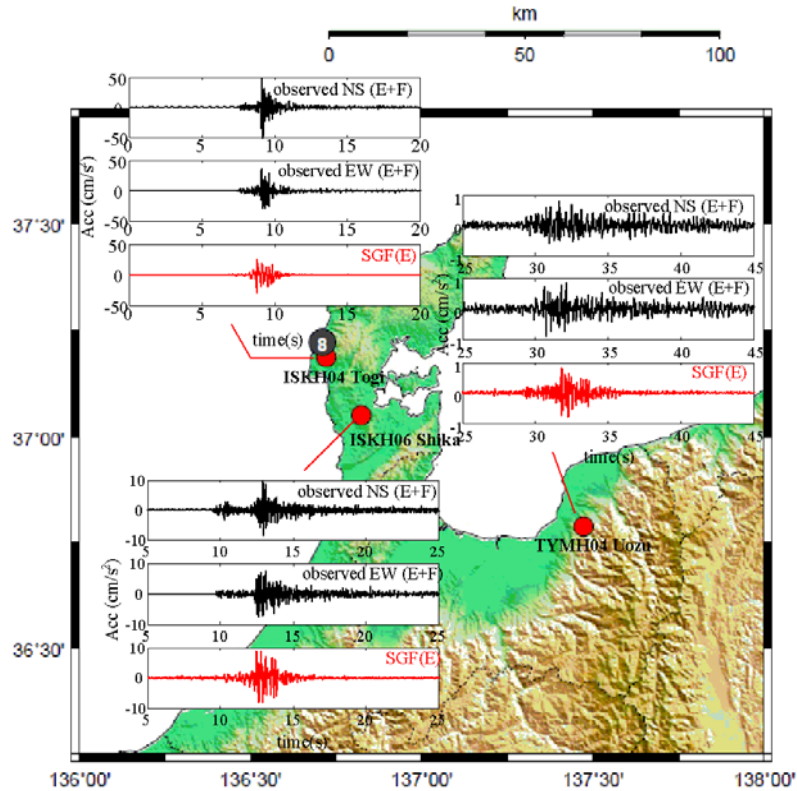 km
0 50 100
50
observed NS (E+F)
0
-50
0 5 10 15 20
50
observed EW (E+F)
0
-50
0 5 10 15 20
50
SGF(E)
0
-50
0 5 10 15 20
Acc (cm/s²)
time(s)
1
observed NS (E+F)
0
-1
25 31 35 40 45
1
observed EW (E+F)
0
-1
25 31 35 40 45
1
SGF(E)
0
-1
25 31 35 40 45
Acc (cm/s²)
time(s)
8
ISKH04 Togi
ISKH06 Shika
TYMH04 Uozu
10
observed NS (E+F)
0
-10
5 10 15 20 25
10
observed EW (E+F)
0
-10
5 10 15 20 25
10
SGF(E)
0
-10
5 10 15 20 25
Acc (cm/s²)
time(s)
37°30'
37°00'
36°30'
136°00' 136°30' 137°00' 137°30' 138°00'